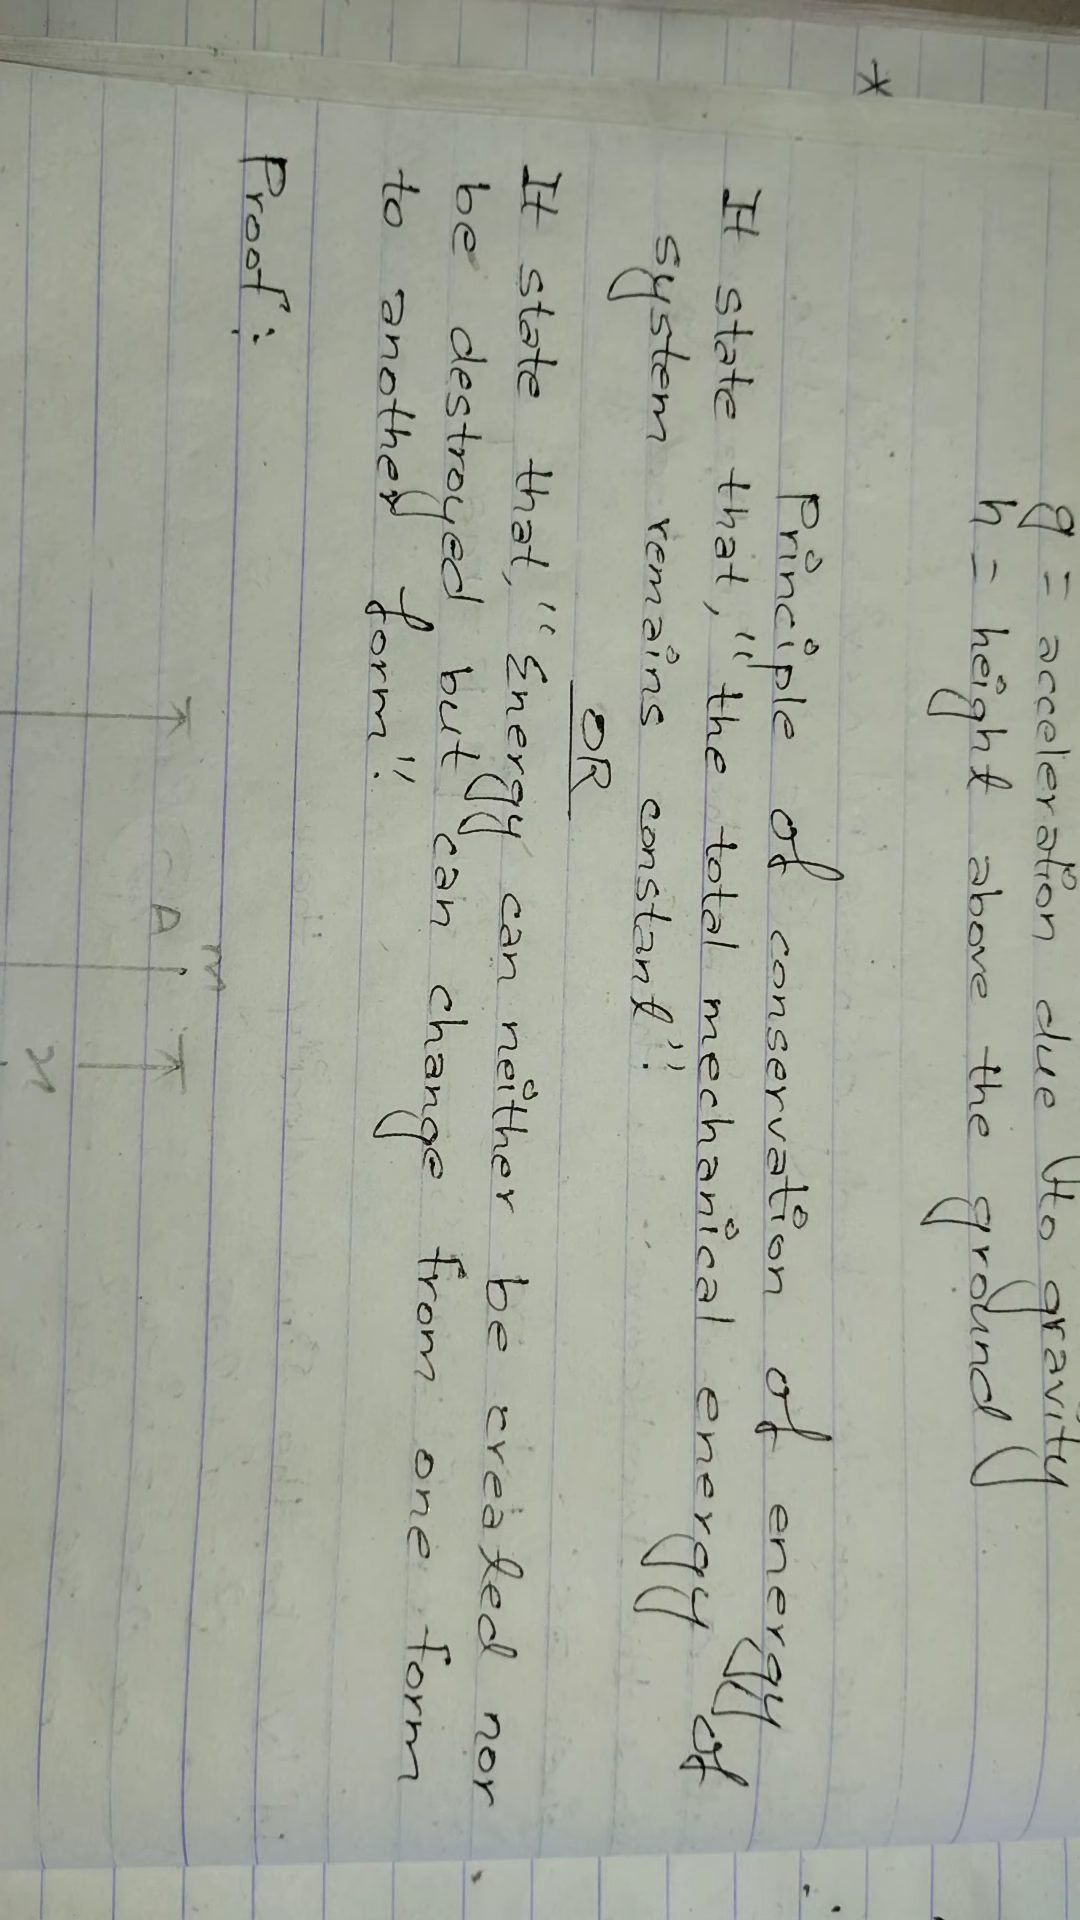 g = acceleration due to gravity
h = height above the ground
*
Principle of conservation of energy
It state that, "the total mechanical energy of
system remains constant".
OR
It state that, "Energy can neither be created nor
be destroyed but can change from one form
to another form".
Proof :
m
A
x